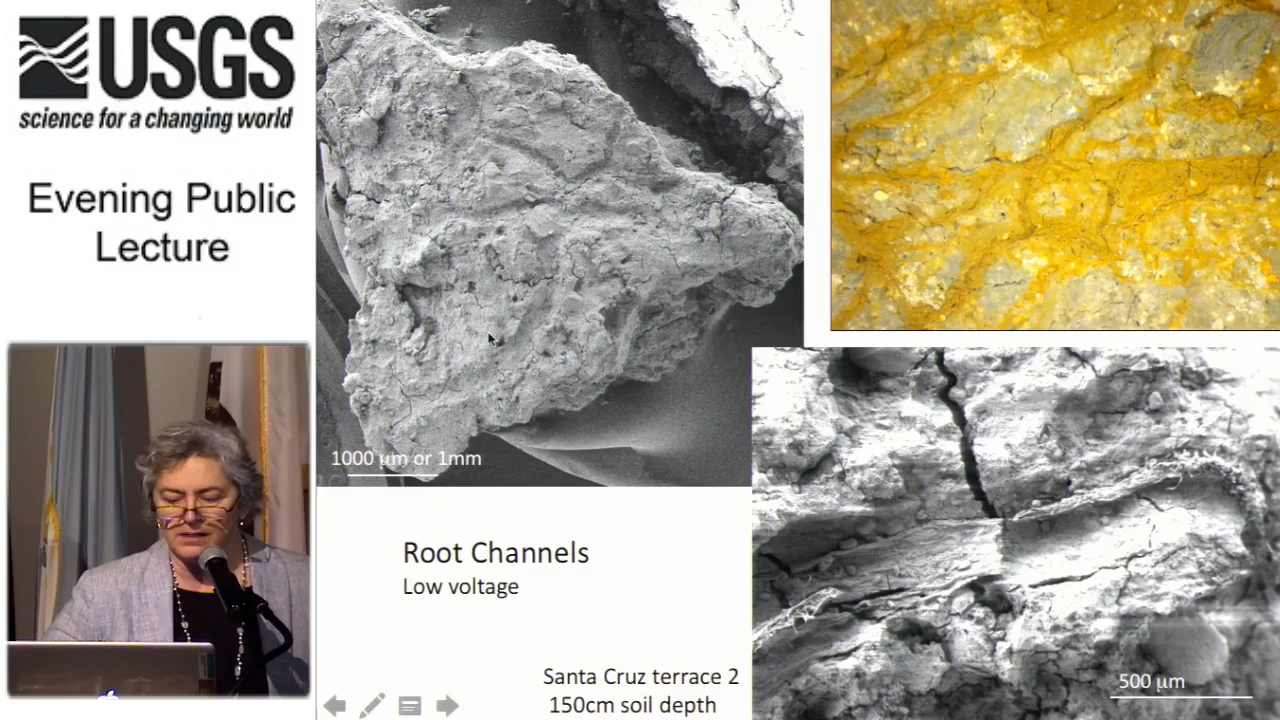 USGS
science for a changing world
Evening Public
Lecture
1000 µm or 1mm
Root Channels
Low voltage
Santa Cruz terrace 2
150cm soil depth
500 µm